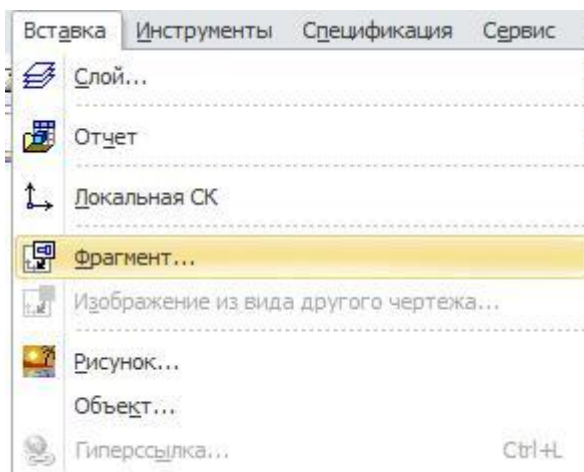 Вставка Инструменты Спецификация Сервис
Слой...
Отчет
Локальная СК
Фрагмент...
Изображение из вида другого чертежа...
Рисунок...
Объект...
Гиперссылка... Ctrl+L